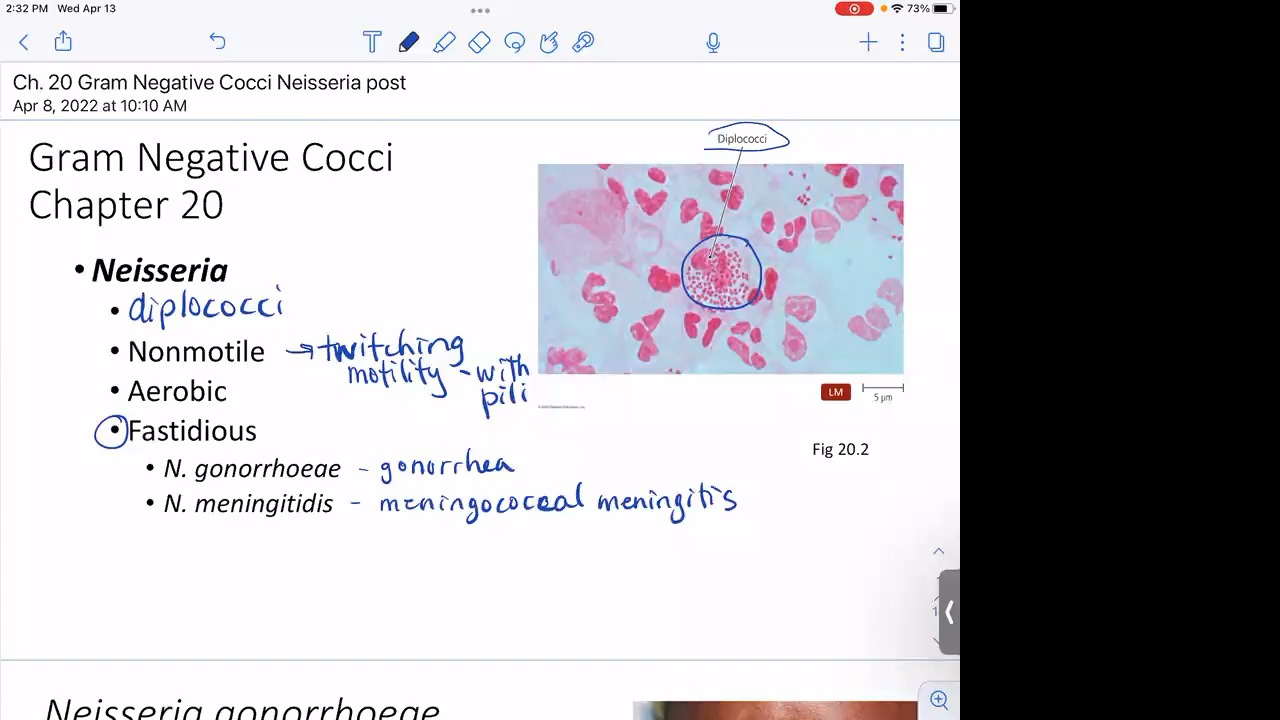 2:32 PM Wed Apr 13
73%
T
Ch. 20 Gram Negative Cocci Neisseria post
Apr 8, 2022 at 10:10 AM
Diplococci
Gram Negative Cocci
Chapter 20
• Neisseria
• diplococci
• Nonmotile → twitching
motility - with
pili
• Aerobic
• Fastidious
• N. gonorrhoeae - gonorrhea
• N. meningitidis - meningococcal meningitis
LM
5 µm
Fig 20.2
Neisseria gonorrhoeae